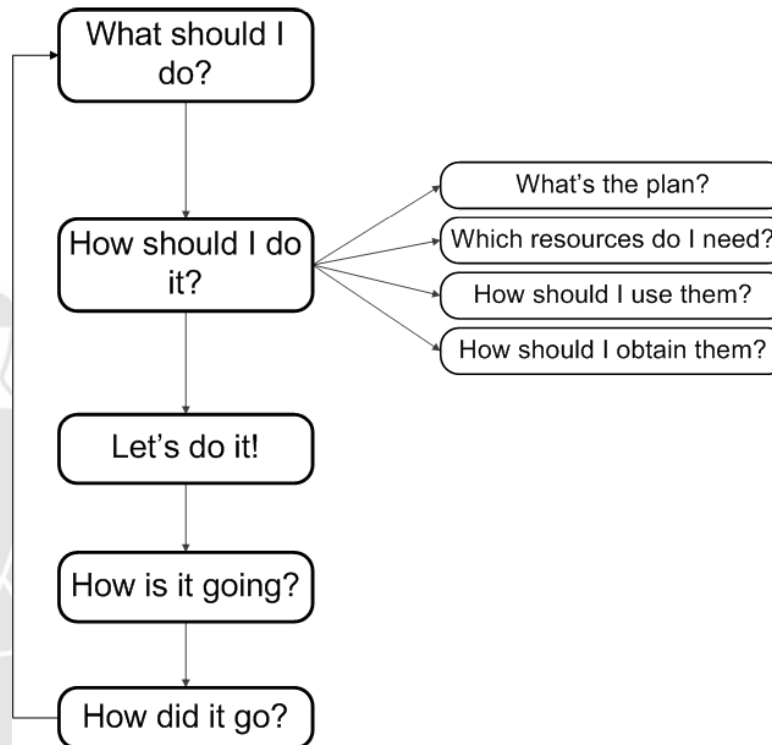 What should I
do?
How should I do
it?
What's the plan?
Which resources do I need?
How should I use them?
How should I obtain them?
Let's do it!
How is it going?
How did it go?